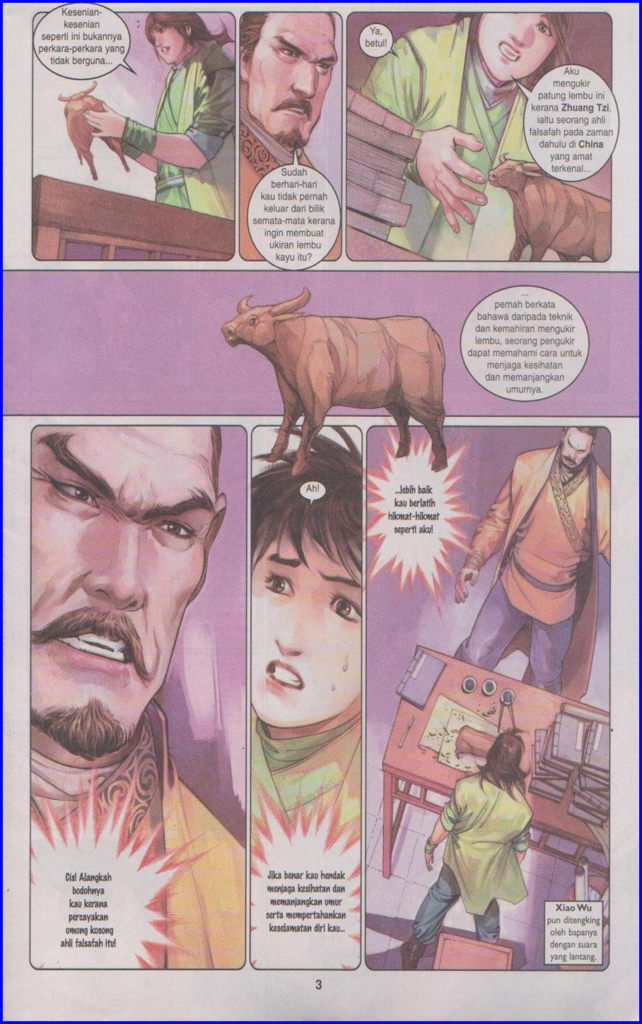 Kesenian-
kesenian
seperti ini bukannya
perkara-perkara yang
tidak berguna...
Sudah
berhari-hari
kau tidak pernah
keluar dari bilik
semata-mata kerana
ingin membuat
ukiran lembu
kayu itu?
Ya,
betul!
Aku
mengukir
patung lembu ini
kerana Zhuang Tzi,
iaitu seorang ahli
falsafah pada zaman
dahulu di China
yang amat
terkenal...
...
pernah berkata
bahawa daripada teknik
dan kemahiran mengukir
lembu, seorang pengukir
dapat memahami cara untuk
menjaga kesihatan
dan memanjangkan
umurnya.
Cis! Alangkah
bodohnya
kau kerana
percayakan
omong kosong
ahli falsafah itu!
Ah!
Jika benar kau hendak
menjaga kesihatan dan
memanjangkan umur
serta mempertahankan
keselamatan diri kau...
...lebih baik
kau berlatih
hikmat-hikmat
seperti aku!
Xiao Wu
pun ditengking
oleh bapanya
dengan suara
yang lantang.
3